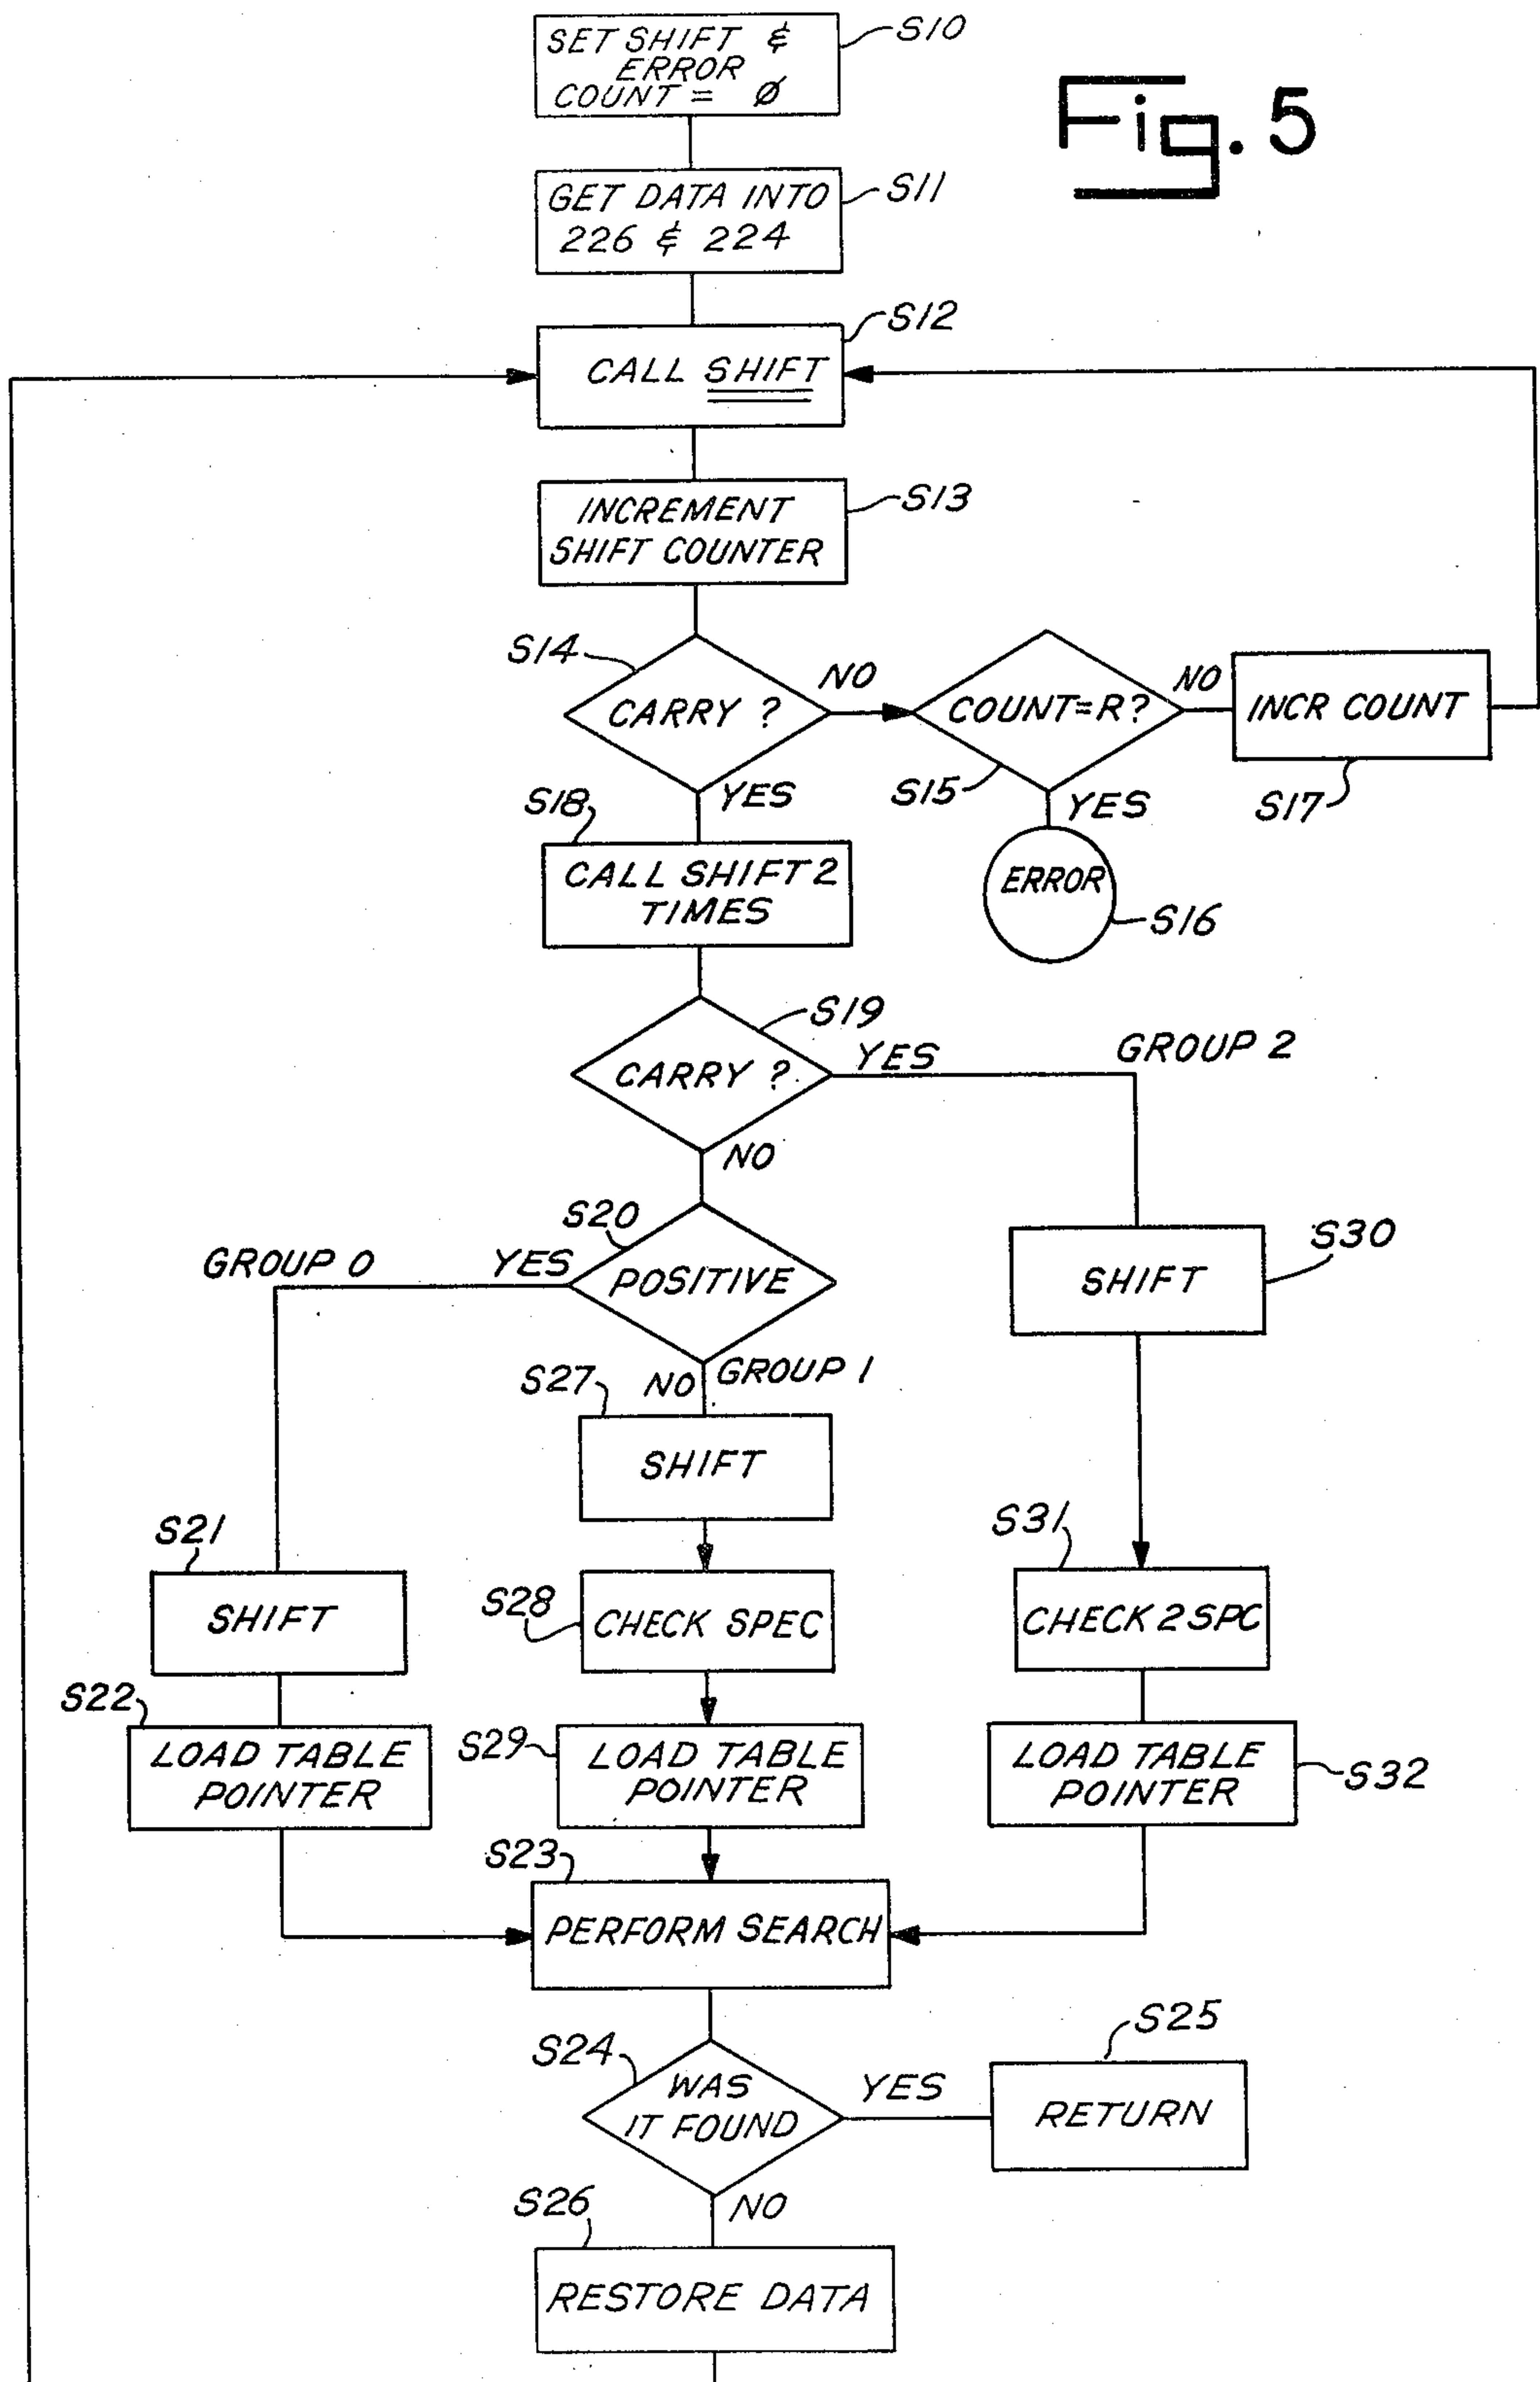 SET SHIFT &
ERROR
COUNT = Ø
S10
Fig. 5
GET DATA INTO
226 & 224
S11
S12
CALL SHIFT
INCREMENT
SHIFT COUNTER
S13
S14
CARRY ?
NO
COUNT=R?
NO
INCR COUNT
S15
S17
YES
YES
S18
CALL SHIFT 2
TIMES
ERROR
S16
S19
CARRY ?
YES
GROUP 2
NO
S20
GROUP 0
YES
POSITIVE
S30
SHIFT
NO
GROUP 1
S27
SHIFT
S21
SHIFT
S28
CHECK SPEC
S31
CHECK 2 SPC
S22
LOAD TABLE
POINTER
S29
LOAD TABLE
POINTER
LOAD TABLE
POINTER
S32
S23
PERFORM SEARCH
S24
WAS
IT FOUND
YES
S25
RETURN
NO
S26
RESTORE DATA